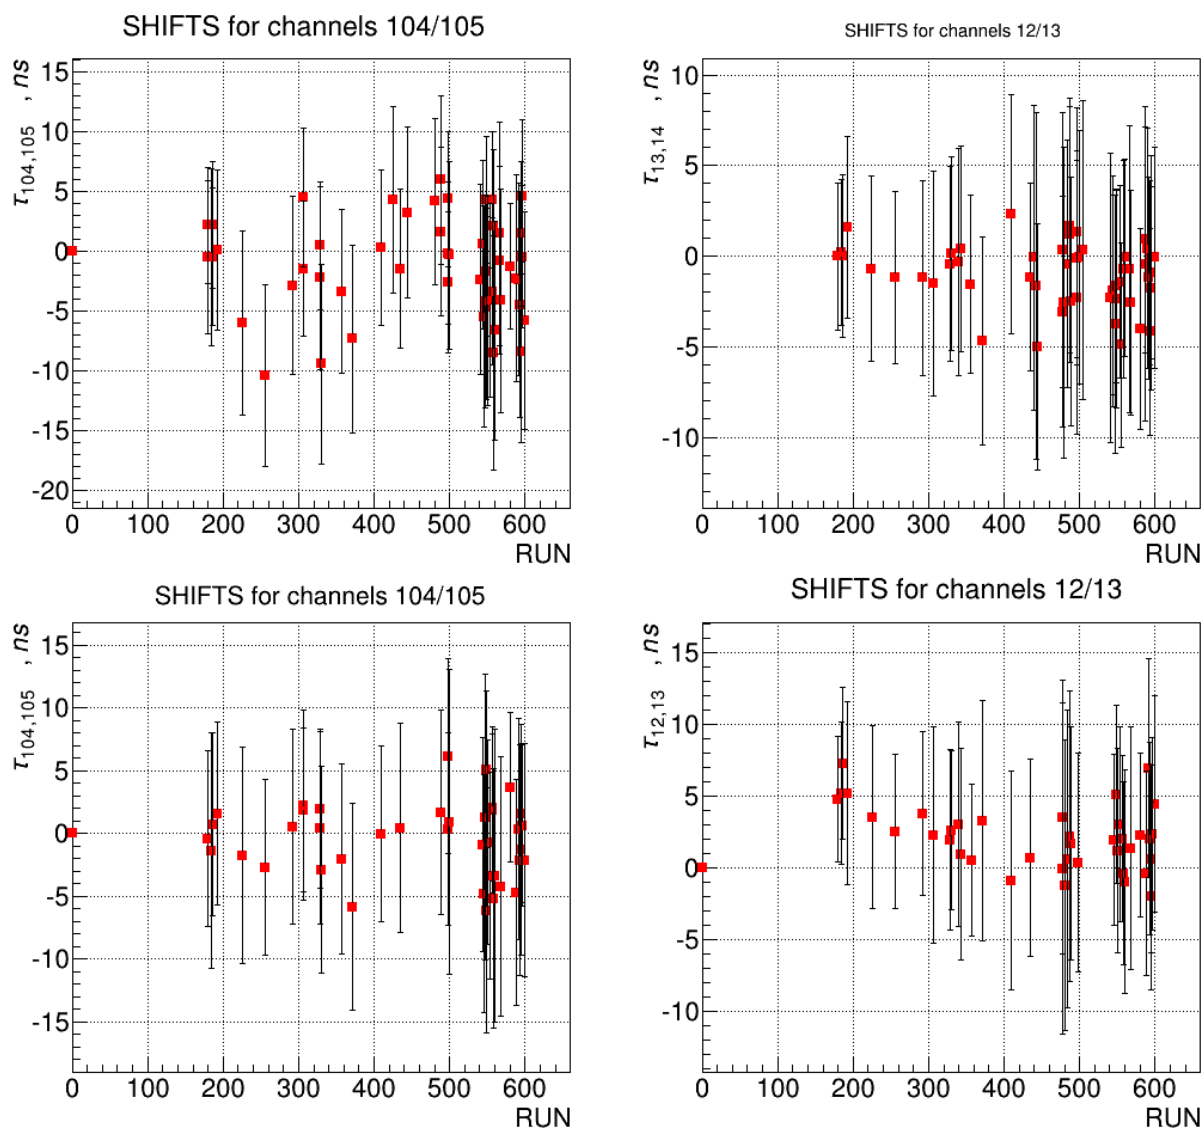 SHIFTS for channels 104/105
τ104,105 , ns
15
10
5
0
-5
-10
-15
-20
0 100 200 300 400 500 600
RUN
SHIFTS for channels 12/13
τ13,14 , ns
10
5
0
-5
-10
0 100 200 300 400 500 600
RUN
SHIFTS for channels 104/105
τ104,105 , ns
15
10
5
0
-5
-10
-15
0 100 200 300 400 500 600
RUN
SHIFTS for channels 12/13
τ12,13 , ns
15
10
5
0
-5
-10
0 100 200 300 400 500 600
RUN